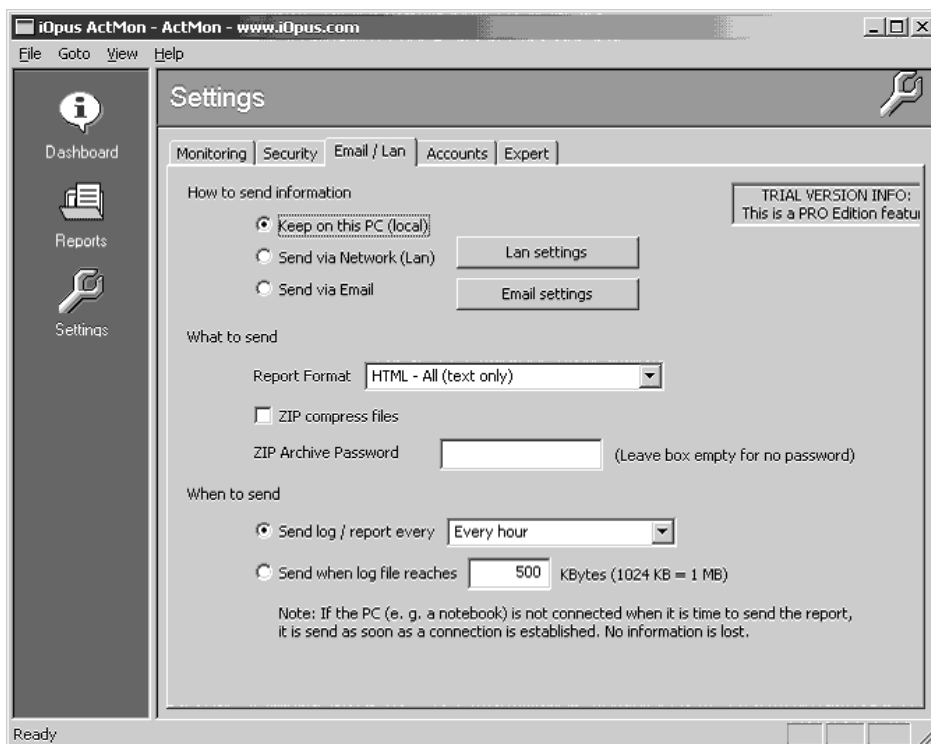 iOpus ActMon - ActMon - www.iOpus.com
File Goto View Help
Settings
Dashboard
Reports
Settings
Monitoring Security Email / Lan Accounts Expert
How to send information
TRIAL VERSION INFO:
This is a PRO Edition featu
Keep on this PC (local)
Send via Network (Lan) Lan settings
Send via Email Email settings
What to send
Report Format HTML - All (text only)
ZIP compress files
ZIP Archive Password (Leave box empty for no password)
When to send
Send log / report every Every hour
Send when log file reaches 500 KBytes (1024 KB = 1 MB)
Note: If the PC (e. g. a notebook) is not connected when it is time to send the report,
it is send as soon as a connection is established. No information is lost.
Ready